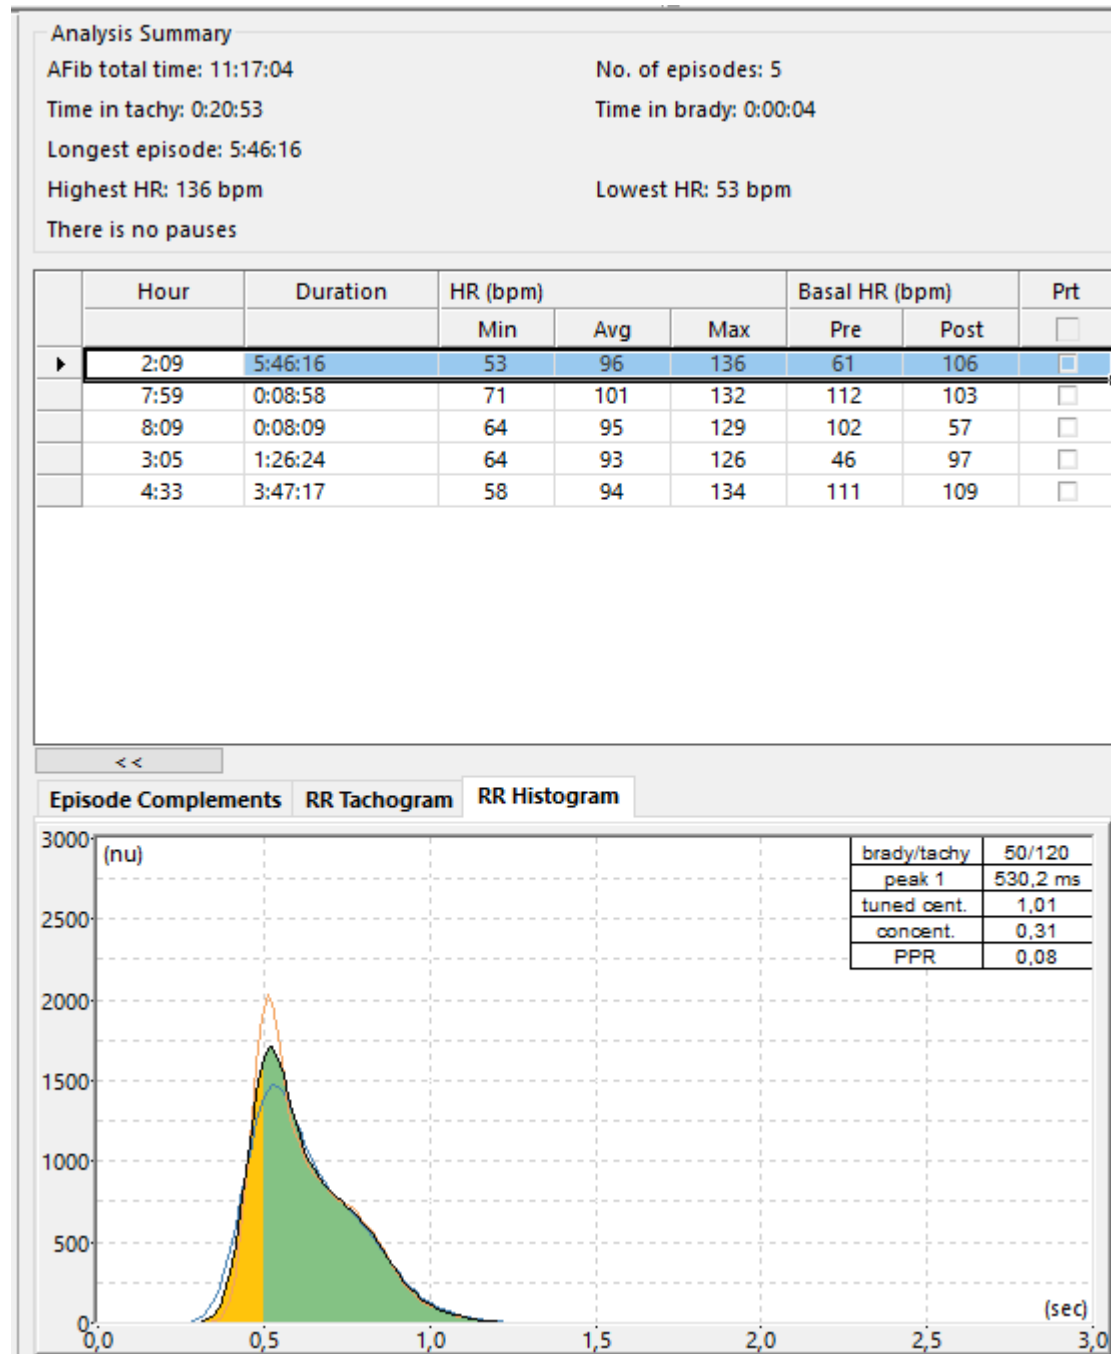 Analysis Summary
AFib total time: 11:17:04 No. of episodes: 5
Time in tachy: 0:20:53 Time in brady: 0:00:04
Longest episode: 5:46:16
Highest HR: 136 bpm Lowest HR: 53 bpm
There is no pauses
Hour Duration HR (bpm) Basal HR (bpm) Prt
Min Avg Max Pre Post
2:09 5:46:16 53 96 136 61 106
7:59 0:08:58 71 101 132 112 103
8:09 0:08:09 64 95 129 102 57
3:05 1:26:24 64 93 126 46 97
4:33 3:47:17 58 94 134 111 109
<<
Episode Complements RR Tachogram RR Histogram
3000 (nu)
brady/tachy 50/120
peak 1 530,2 ms
tuned cent. 1,01
concent. 0,31
PPR 0,08
2500
2000
1500
1000
500
0
(sec)
0,0 0,5 1,0 1,5 2,0 2,5 3,0